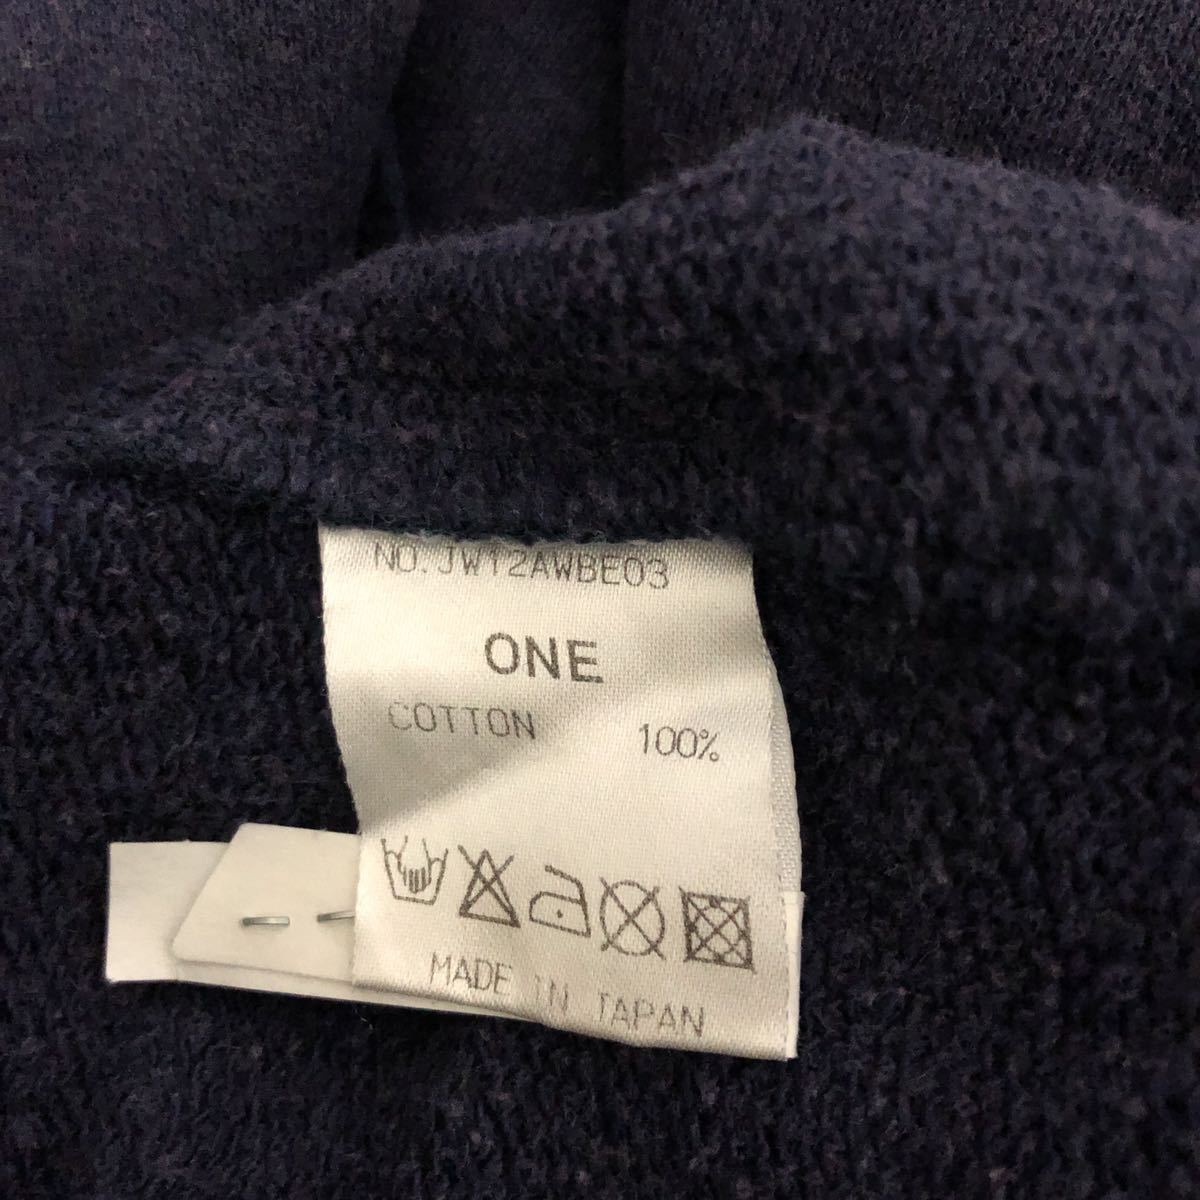 NO.JW12AWBE03
ONE
COTTON 100%
MADE IN JAPAN